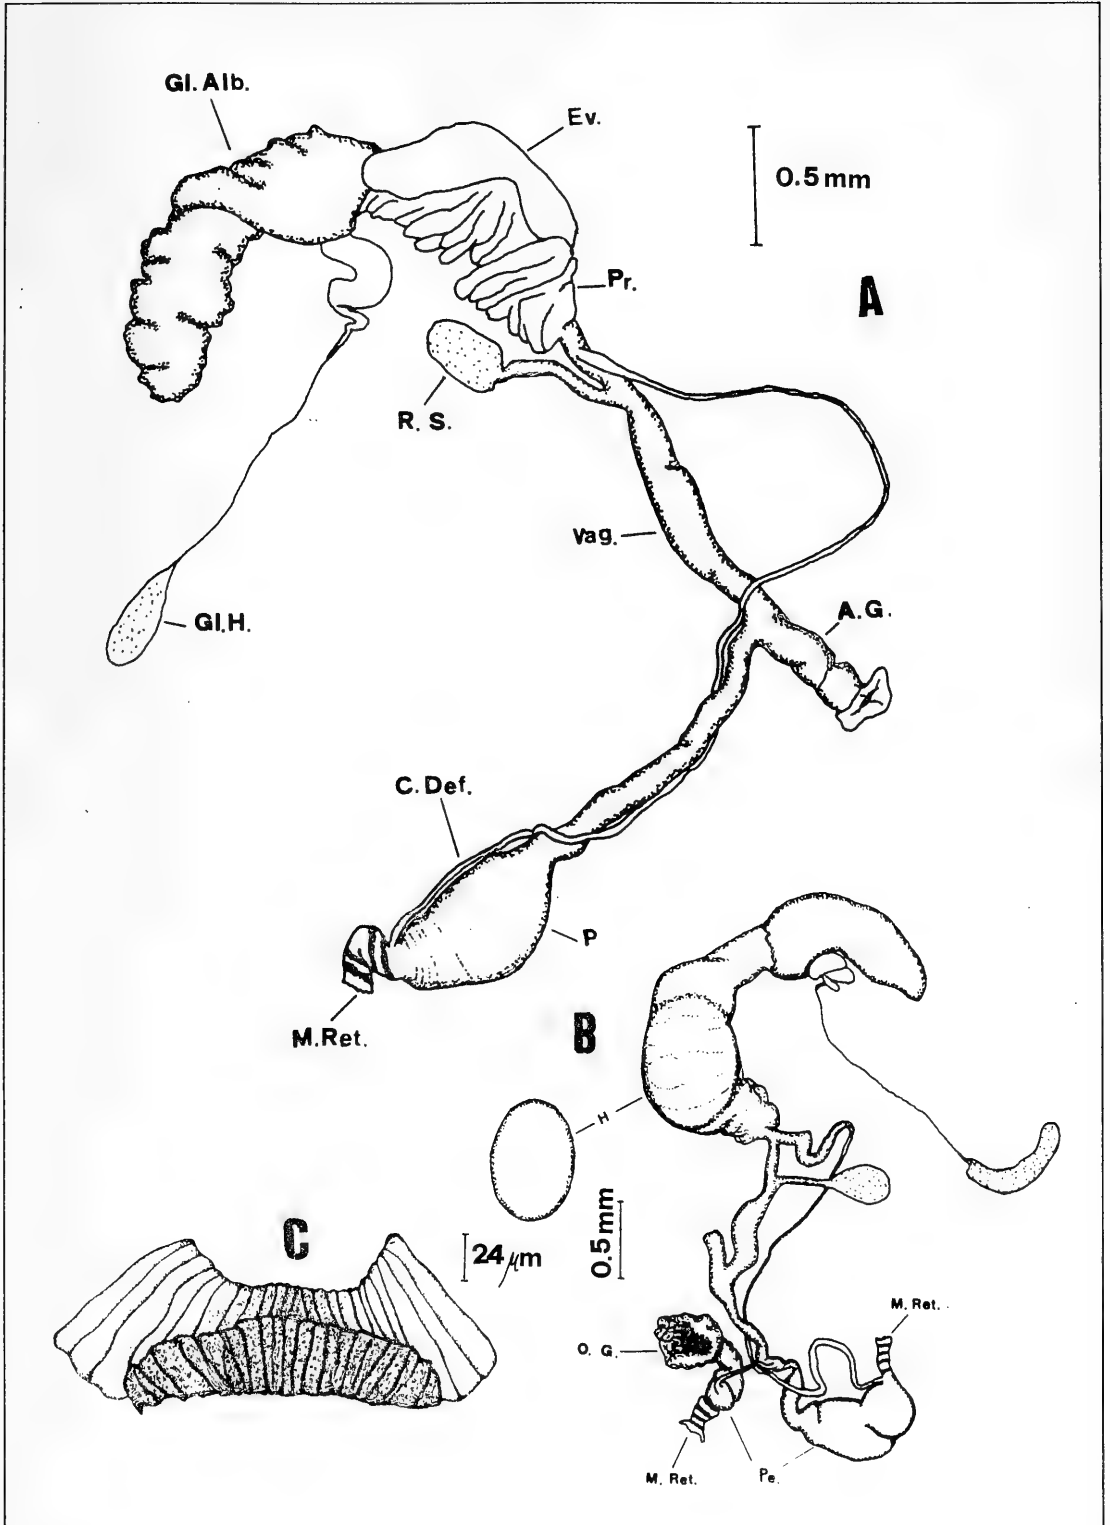 Gl. Alb.
Ev.
0.5 mm
A
Pr.
R. S.
Vag.
Gl.H.
A.G.
C. Def.
P
M.Ret.
B
H
C
24 µm
0.5 mm
M. Ret.
O. G.
M. Ret.
Pe.